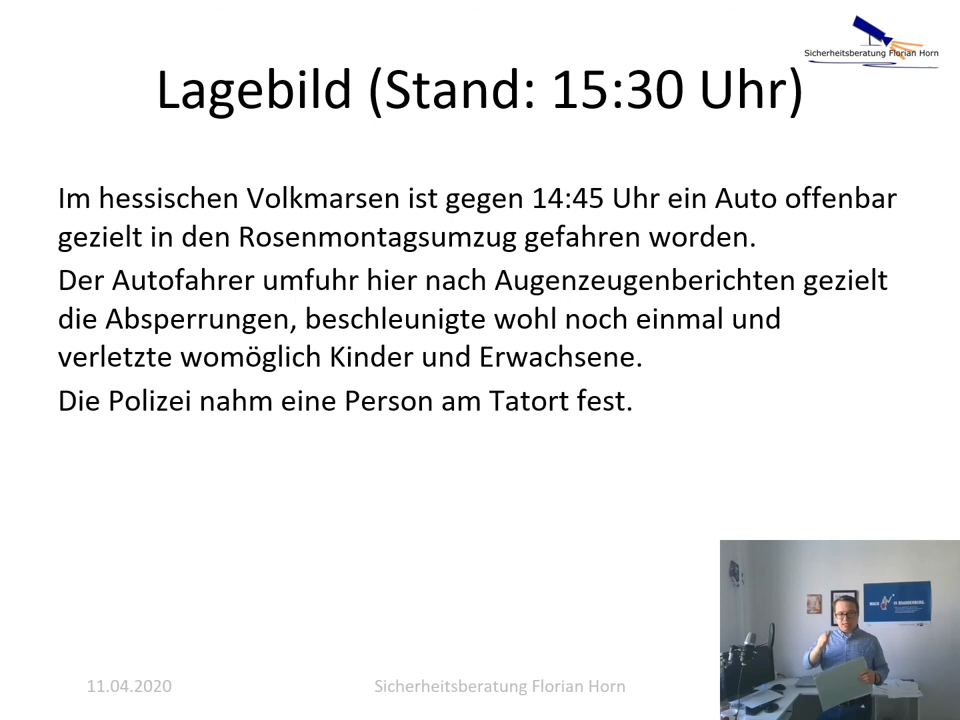 Sicherheitsberatung Florian Horn
Lagebild (Stand: 15:30 Uhr)
Im hessischen Volkmarsen ist gegen 14:45 Uhr ein Auto offenbar
gezielt in den Rosenmontagsumzug gefahren worden.
Der Autofahrer umfuhr hier nach Augenzeugenberichten gezielt
die Absperrungen, beschleunigte wohl noch einmal und
verletzte womöglich Kinder und Erwachsene.
Die Polizei nahm eine Person am Tatort fest.
IN BRANDENBURG.
11.04.2020
Sicherheitsberatung Florian Horn